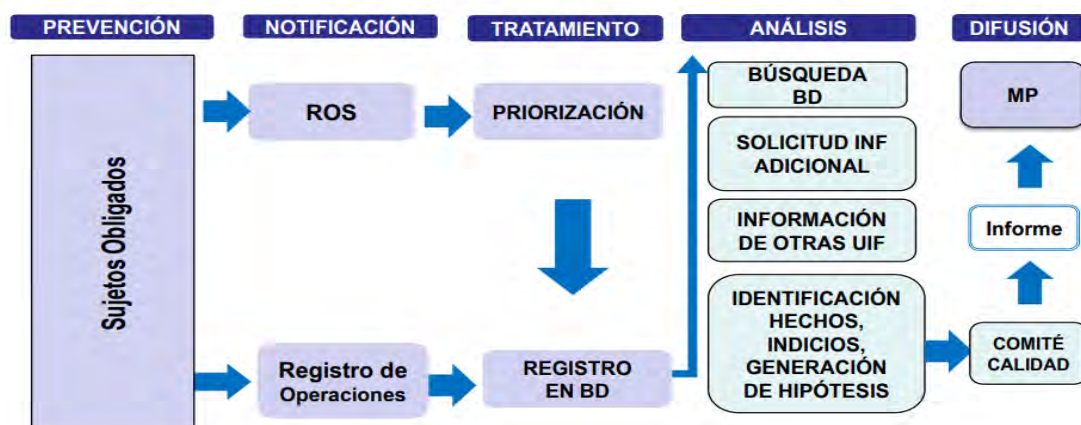 PREVENCIÓN
NOTIFICACIÓN
TRATAMIENTO
ANÁLISIS
DIFUSIÓN
Sujetos Obligados
ROS
PRIORIZACIÓN
BÚSQUEDA
BD
SOLICITUD INF
ADICIONAL
INFORMACIÓN
DE OTRAS UIF
IDENTIFICACIÓN
HECHOS,
INDICIOS,
GENERACIÓN
DE HIPÓTESIS
MP
Informe
COMITÉ
CALIDAD
Registro de
Operaciones
REGISTRO
EN BD